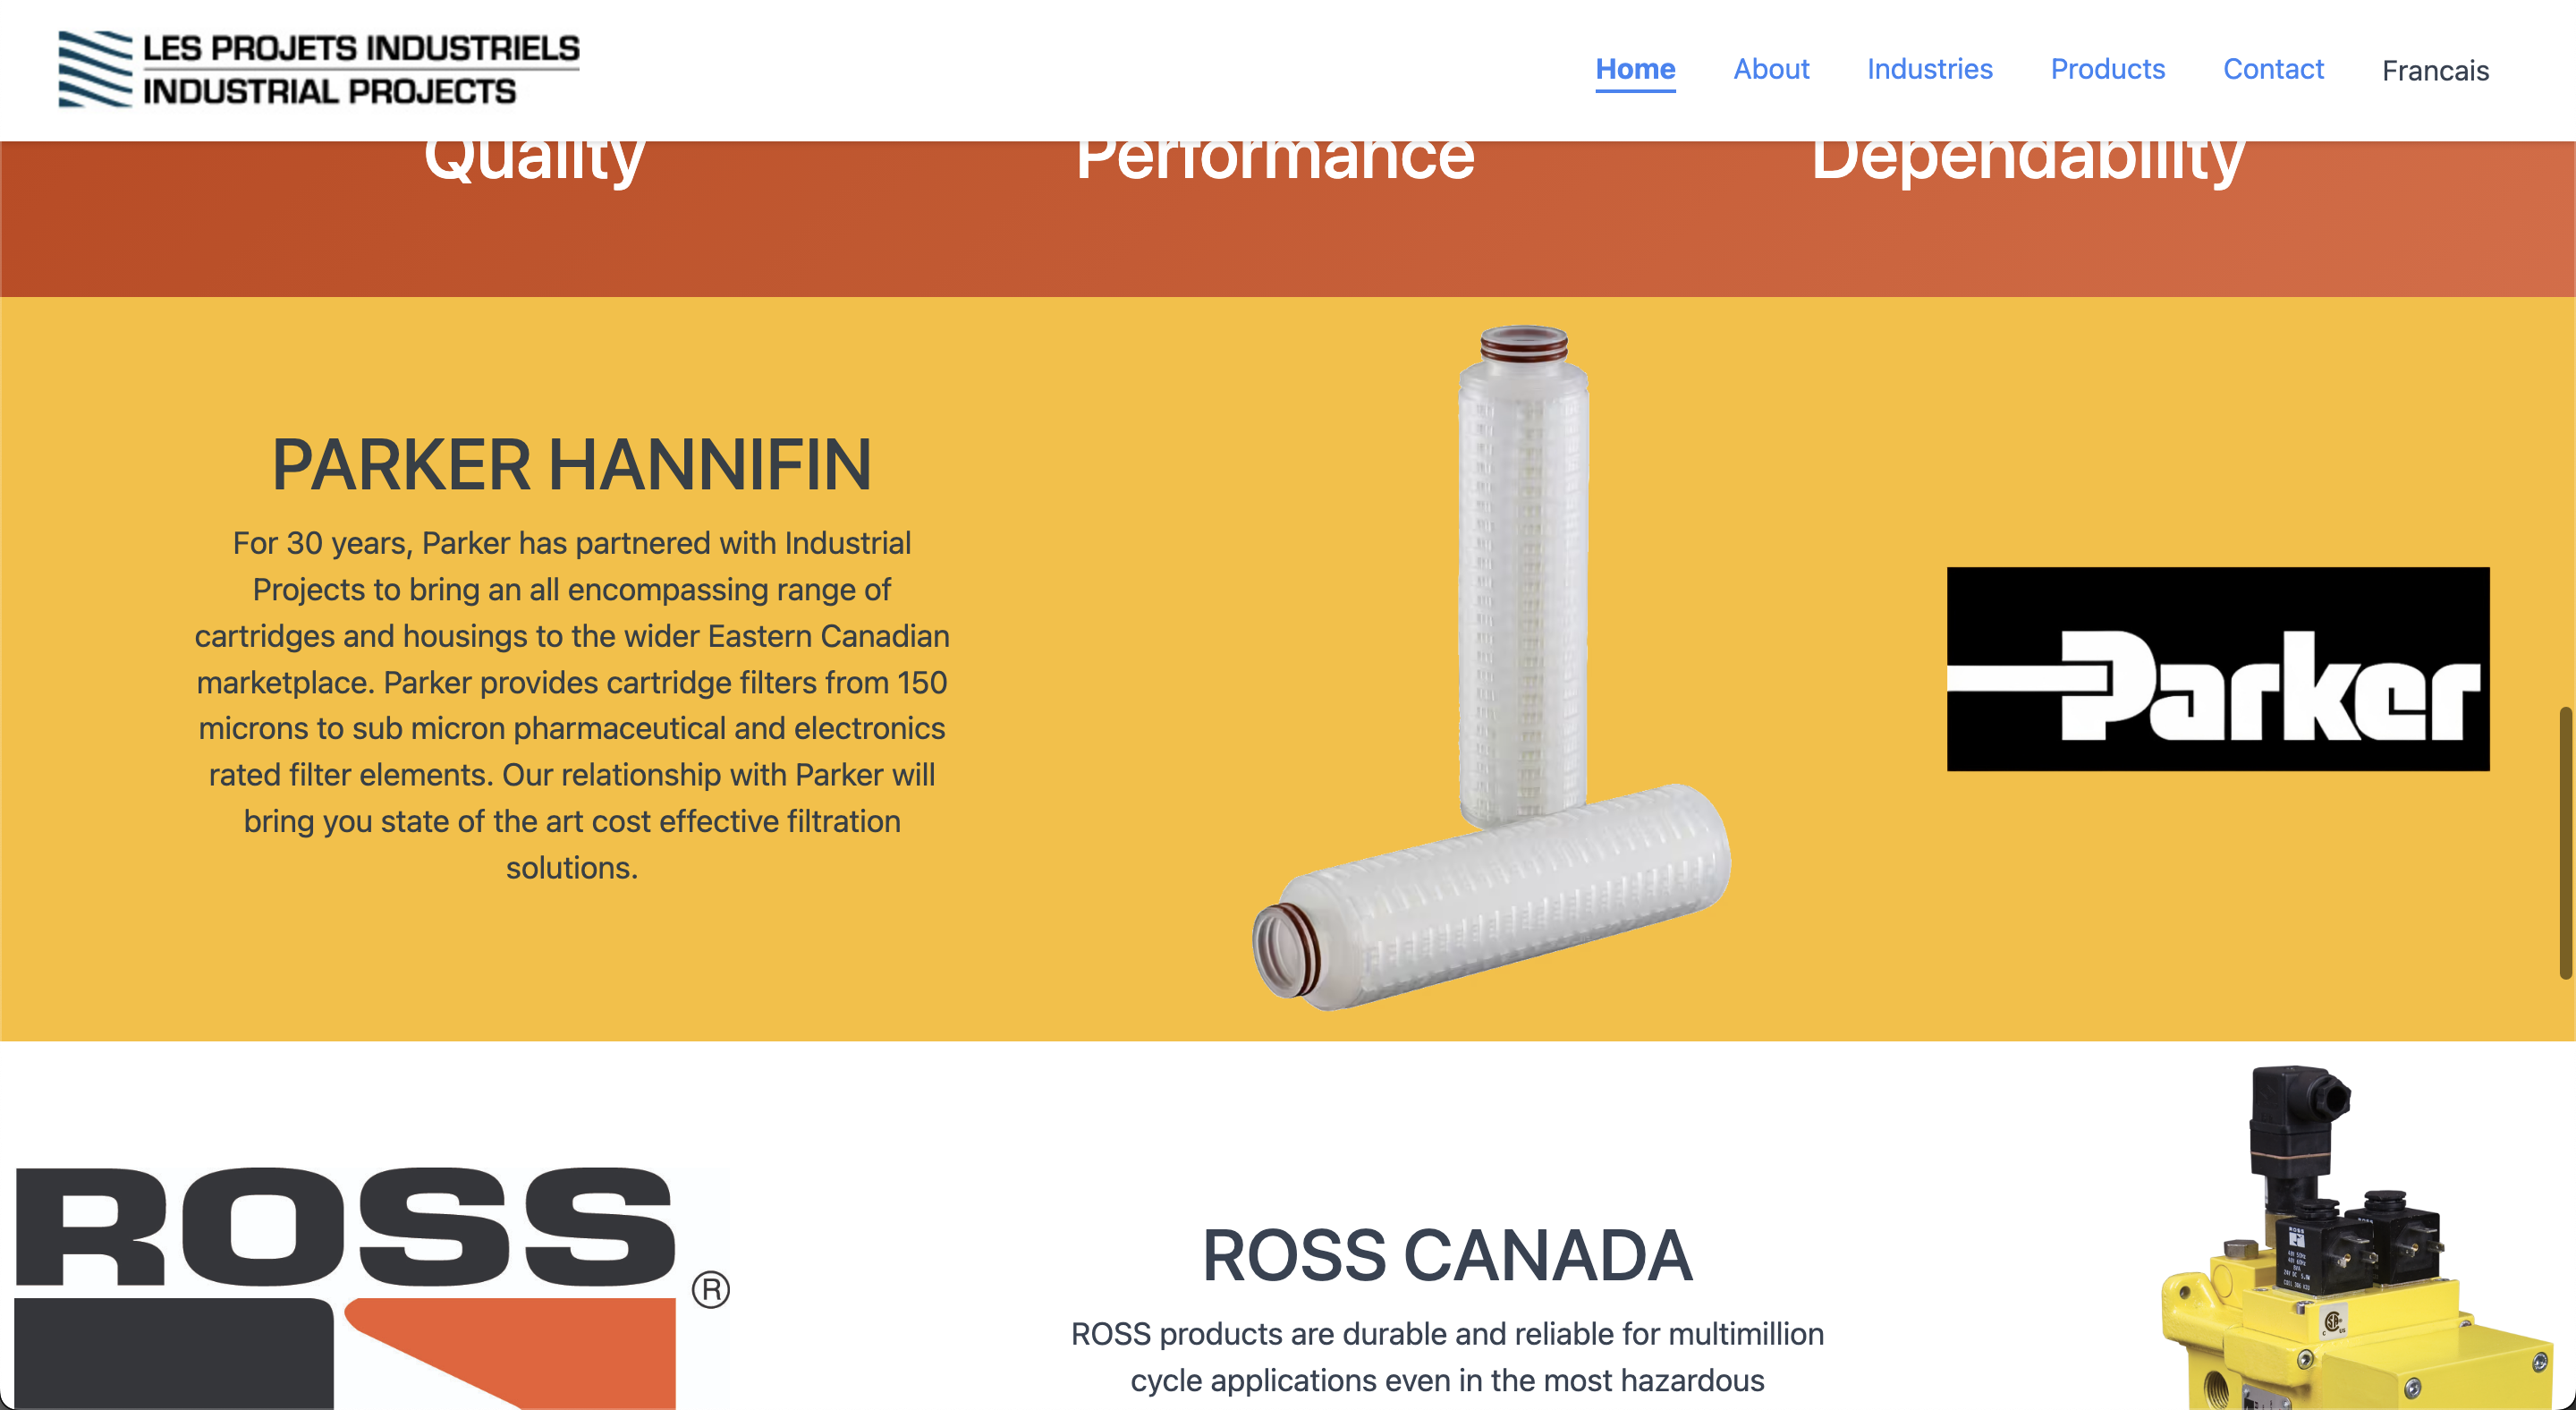 LES PROJETS INDUSTRIELS
INDUSTRIAL PROJECTS
Home
About
Industries
Products
Contact
Francais
Quality
Performance
Dependability
PARKER HANNIFIN
For 30 years, Parker has partnered with Industrial
Projects to bring an all encompassing range of
cartridges and housings to the wider Eastern Canadian
marketplace. Parker provides cartridge filters from 150
microns to sub micron pharmaceutical and electronics
rated filter elements. Our relationship with Parker will
bring you state of the art cost effective filtration
solutions.
Parker
ROSS
®
ROSS CANADA
ROSS products are durable and reliable for multimillion
cycle applications even in the most hazardous